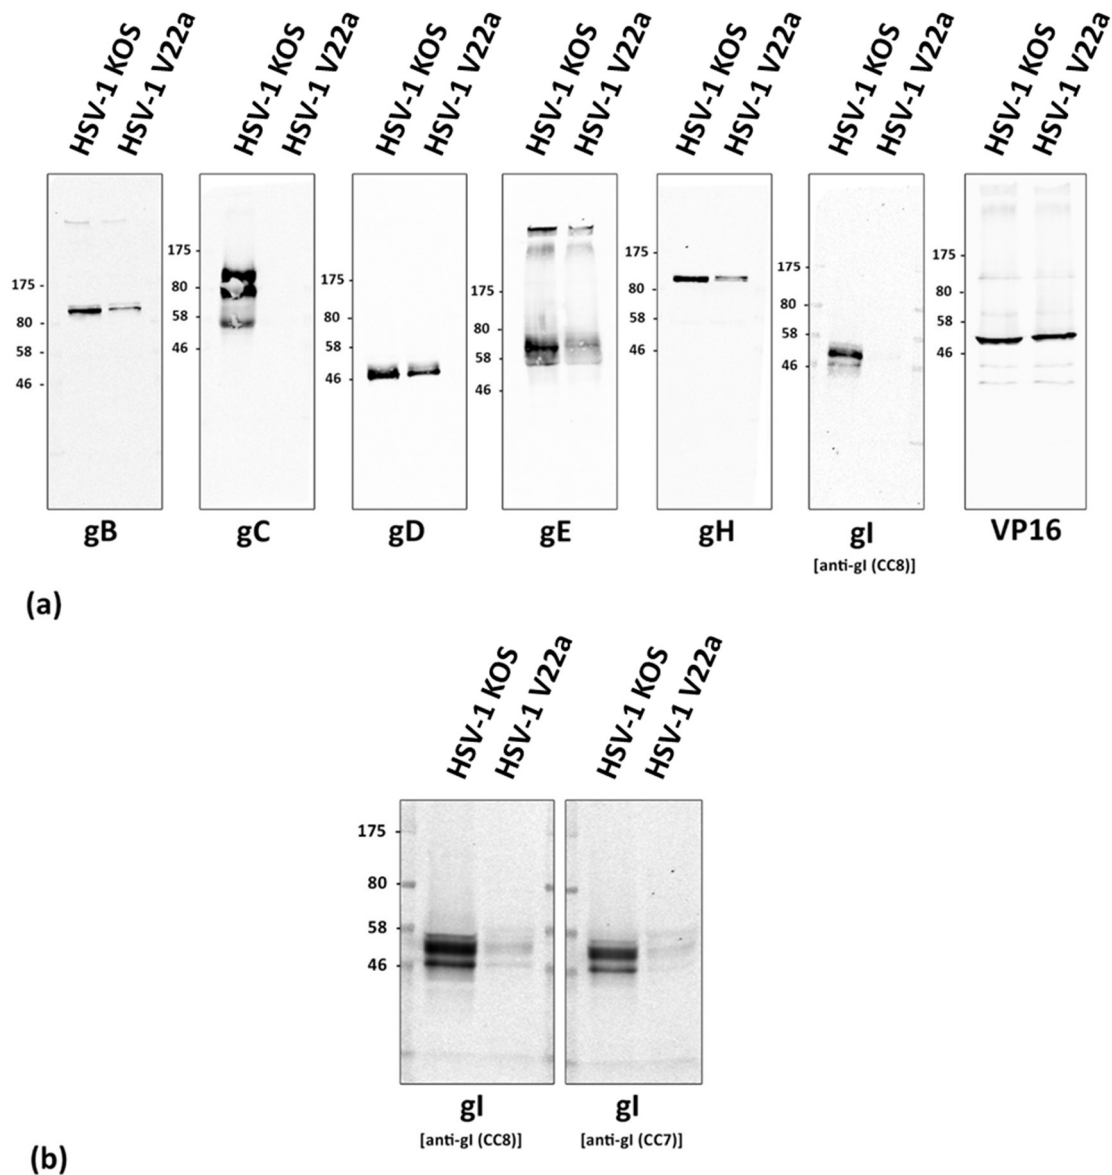 HSV-1 KOS
HSV-1 V22a
HSV-1 KOS
HSV-1 V22a
HSV-1 KOS
HSV-1 V22a
HSV-1 KOS
HSV-1 V22a
HSV-1 KOS
HSV-1 V22a
HSV-1 KOS
HSV-1 V22a
HSV-1 KOS
HSV-1 V22a
175 -
80 -
58 -
46 -
gB
175 -
80 -
58 -
46 -
gC
175 -
80 -
58 -
46 -
gD
175 -
80 -
58 -
46 -
gE
175 -
80 -
58 -
46 -
gH
175 -
80 -
58 -
46 -
gI
[anti-gI (CC8)]
175 -
80 -
58 -
46 -
VP16
(a)
HSV-1 KOS
HSV-1 V22a
HSV-1 KOS
HSV-1 V22a
175 -
80 -
58 -
46 -
gI
[anti-gI (CC8)]
gI
[anti-gI (CC7)]
(b)